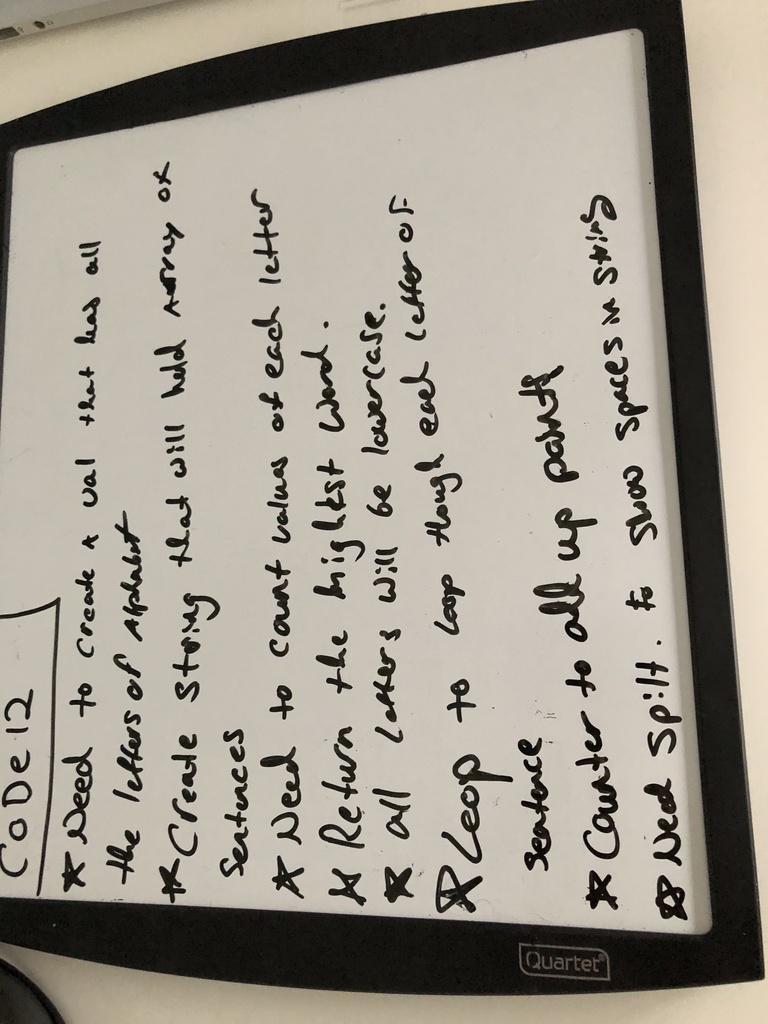 CODE 12
* Need to create a val that has all
the letters of Alphabet
* Create String that will hold Array of
Sentences
* Need to count values of each letter
* Return the highest word.
* all letters will be lowercase.
* Loop to loop though each letter of
sentence
* Counter to add up points
* Need Spilt. to show spaces in string
Quartet®